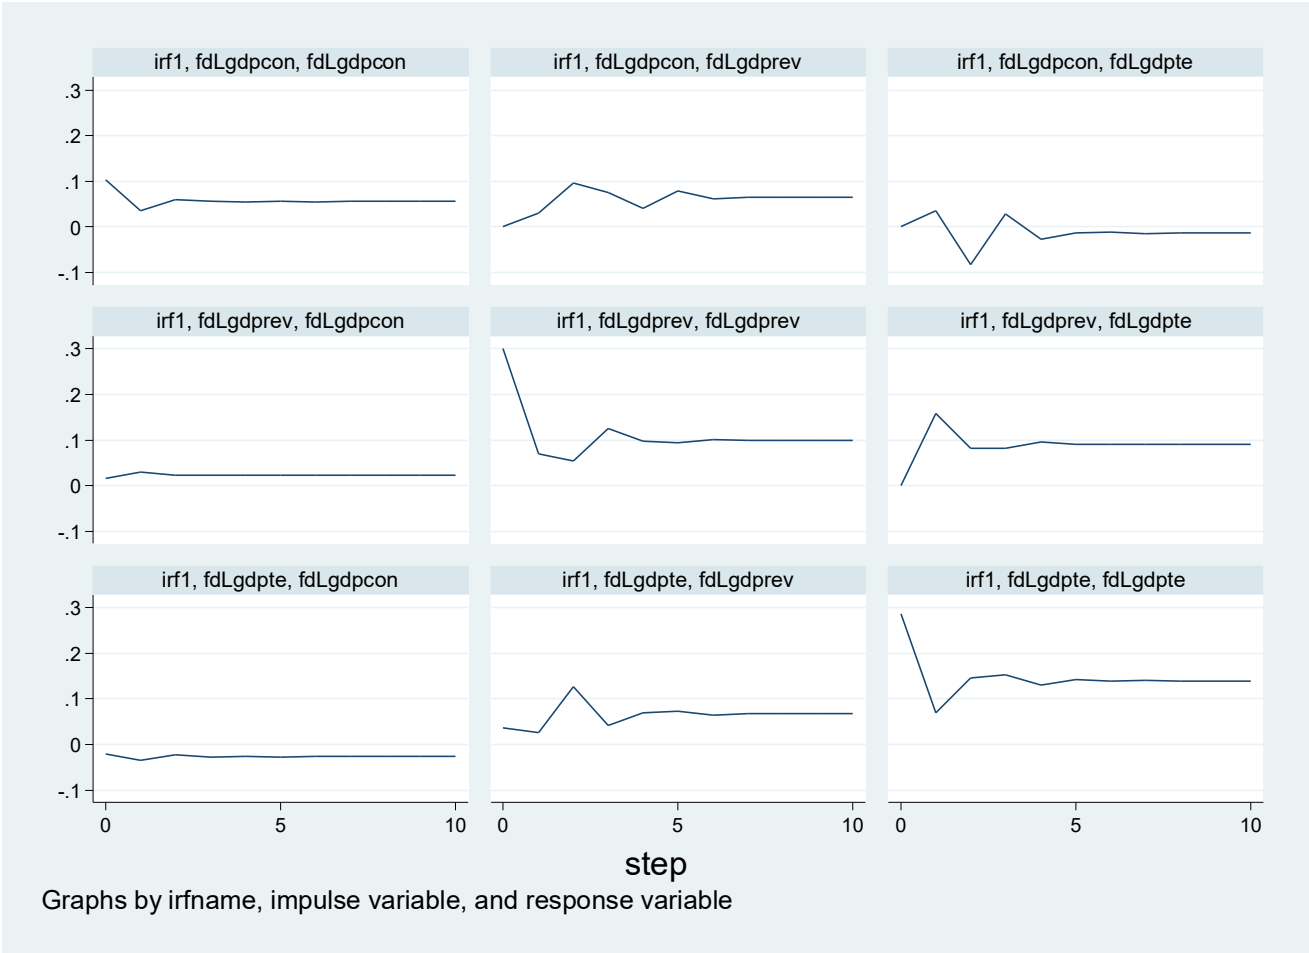 irf1, fdLgdpcon, fdLgdpcon
irf1, fdLgdpcon, fdLgdprev
irf1, fdLgdpcon, fdLgdpte
.3
.2
.1
0
-.1
irf1, fdLgdprev, fdLgdpcon
irf1, fdLgdprev, fdLgdprev
irf1, fdLgdprev, fdLgdpte
.3
.2
.1
0
-.1
irf1, fdLgdpte, fdLgdpcon
irf1, fdLgdpte, fdLgdprev
irf1, fdLgdpte, fdLgdpte
.3
.2
.1
0
-.1
0 5 10 0 5 10 0 5 10
step
Graphs by irfname, impulse variable, and response variable